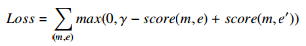 Loss = ∑_{(m,e)} max(0, γ − score(m, e) + score(m, e′))